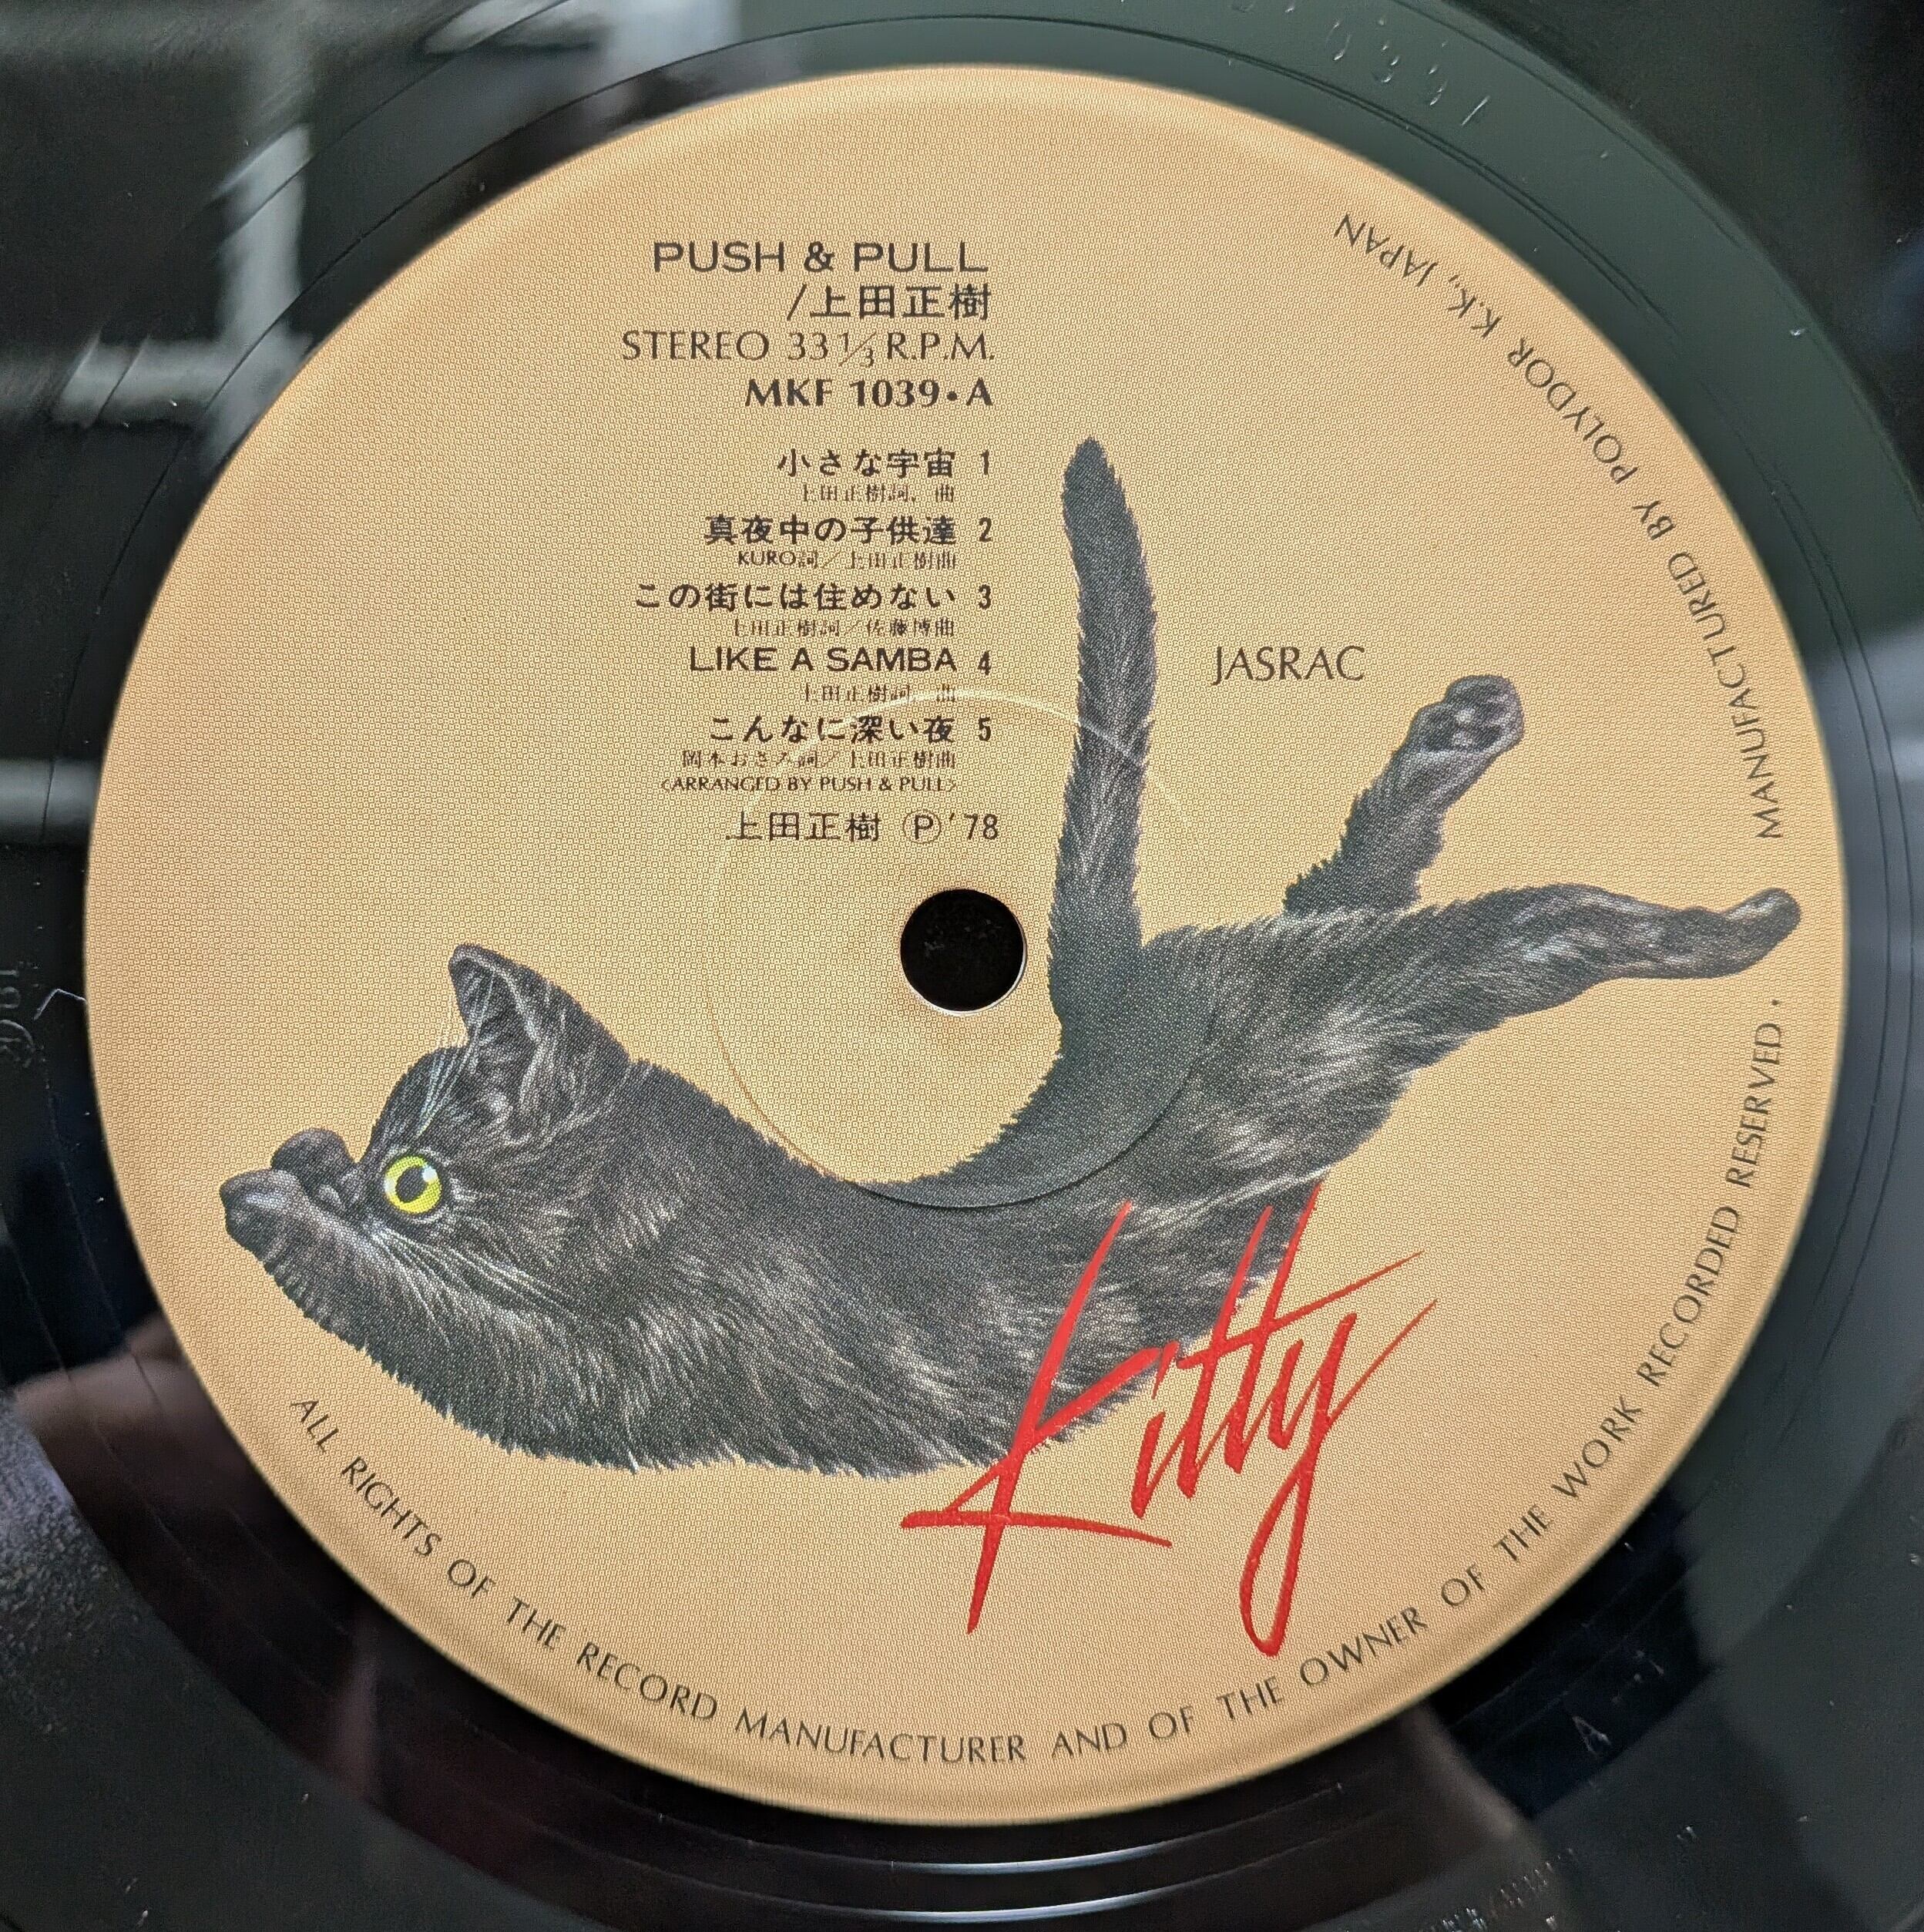 PUSH & PULL
/上田正樹
STEREO 33 1/3 R.P.M.
MKF 1039・A
小さな宇宙 1
上田正樹詞、曲
真夜中の子供達 2
KURO詞／上田正樹曲
この街には住めない 3
上田正樹詞／佐藤博曲
LIKE A SAMBA 4
上田正樹詞、曲
こんなに深い夜 5
岡本おさみ詞／上田正樹曲
<ARRANGED BY PUSH & PULL>
上田正樹 Ⓟ'78
JASRAC
Kitty
ALL RIGHTS OF THE RECORD MANUFACTURER AND OF THE OWNER OF THE WORK RECORDED RESERVED. MANUFACTURED BY POLYDOR K.K., JAPAN